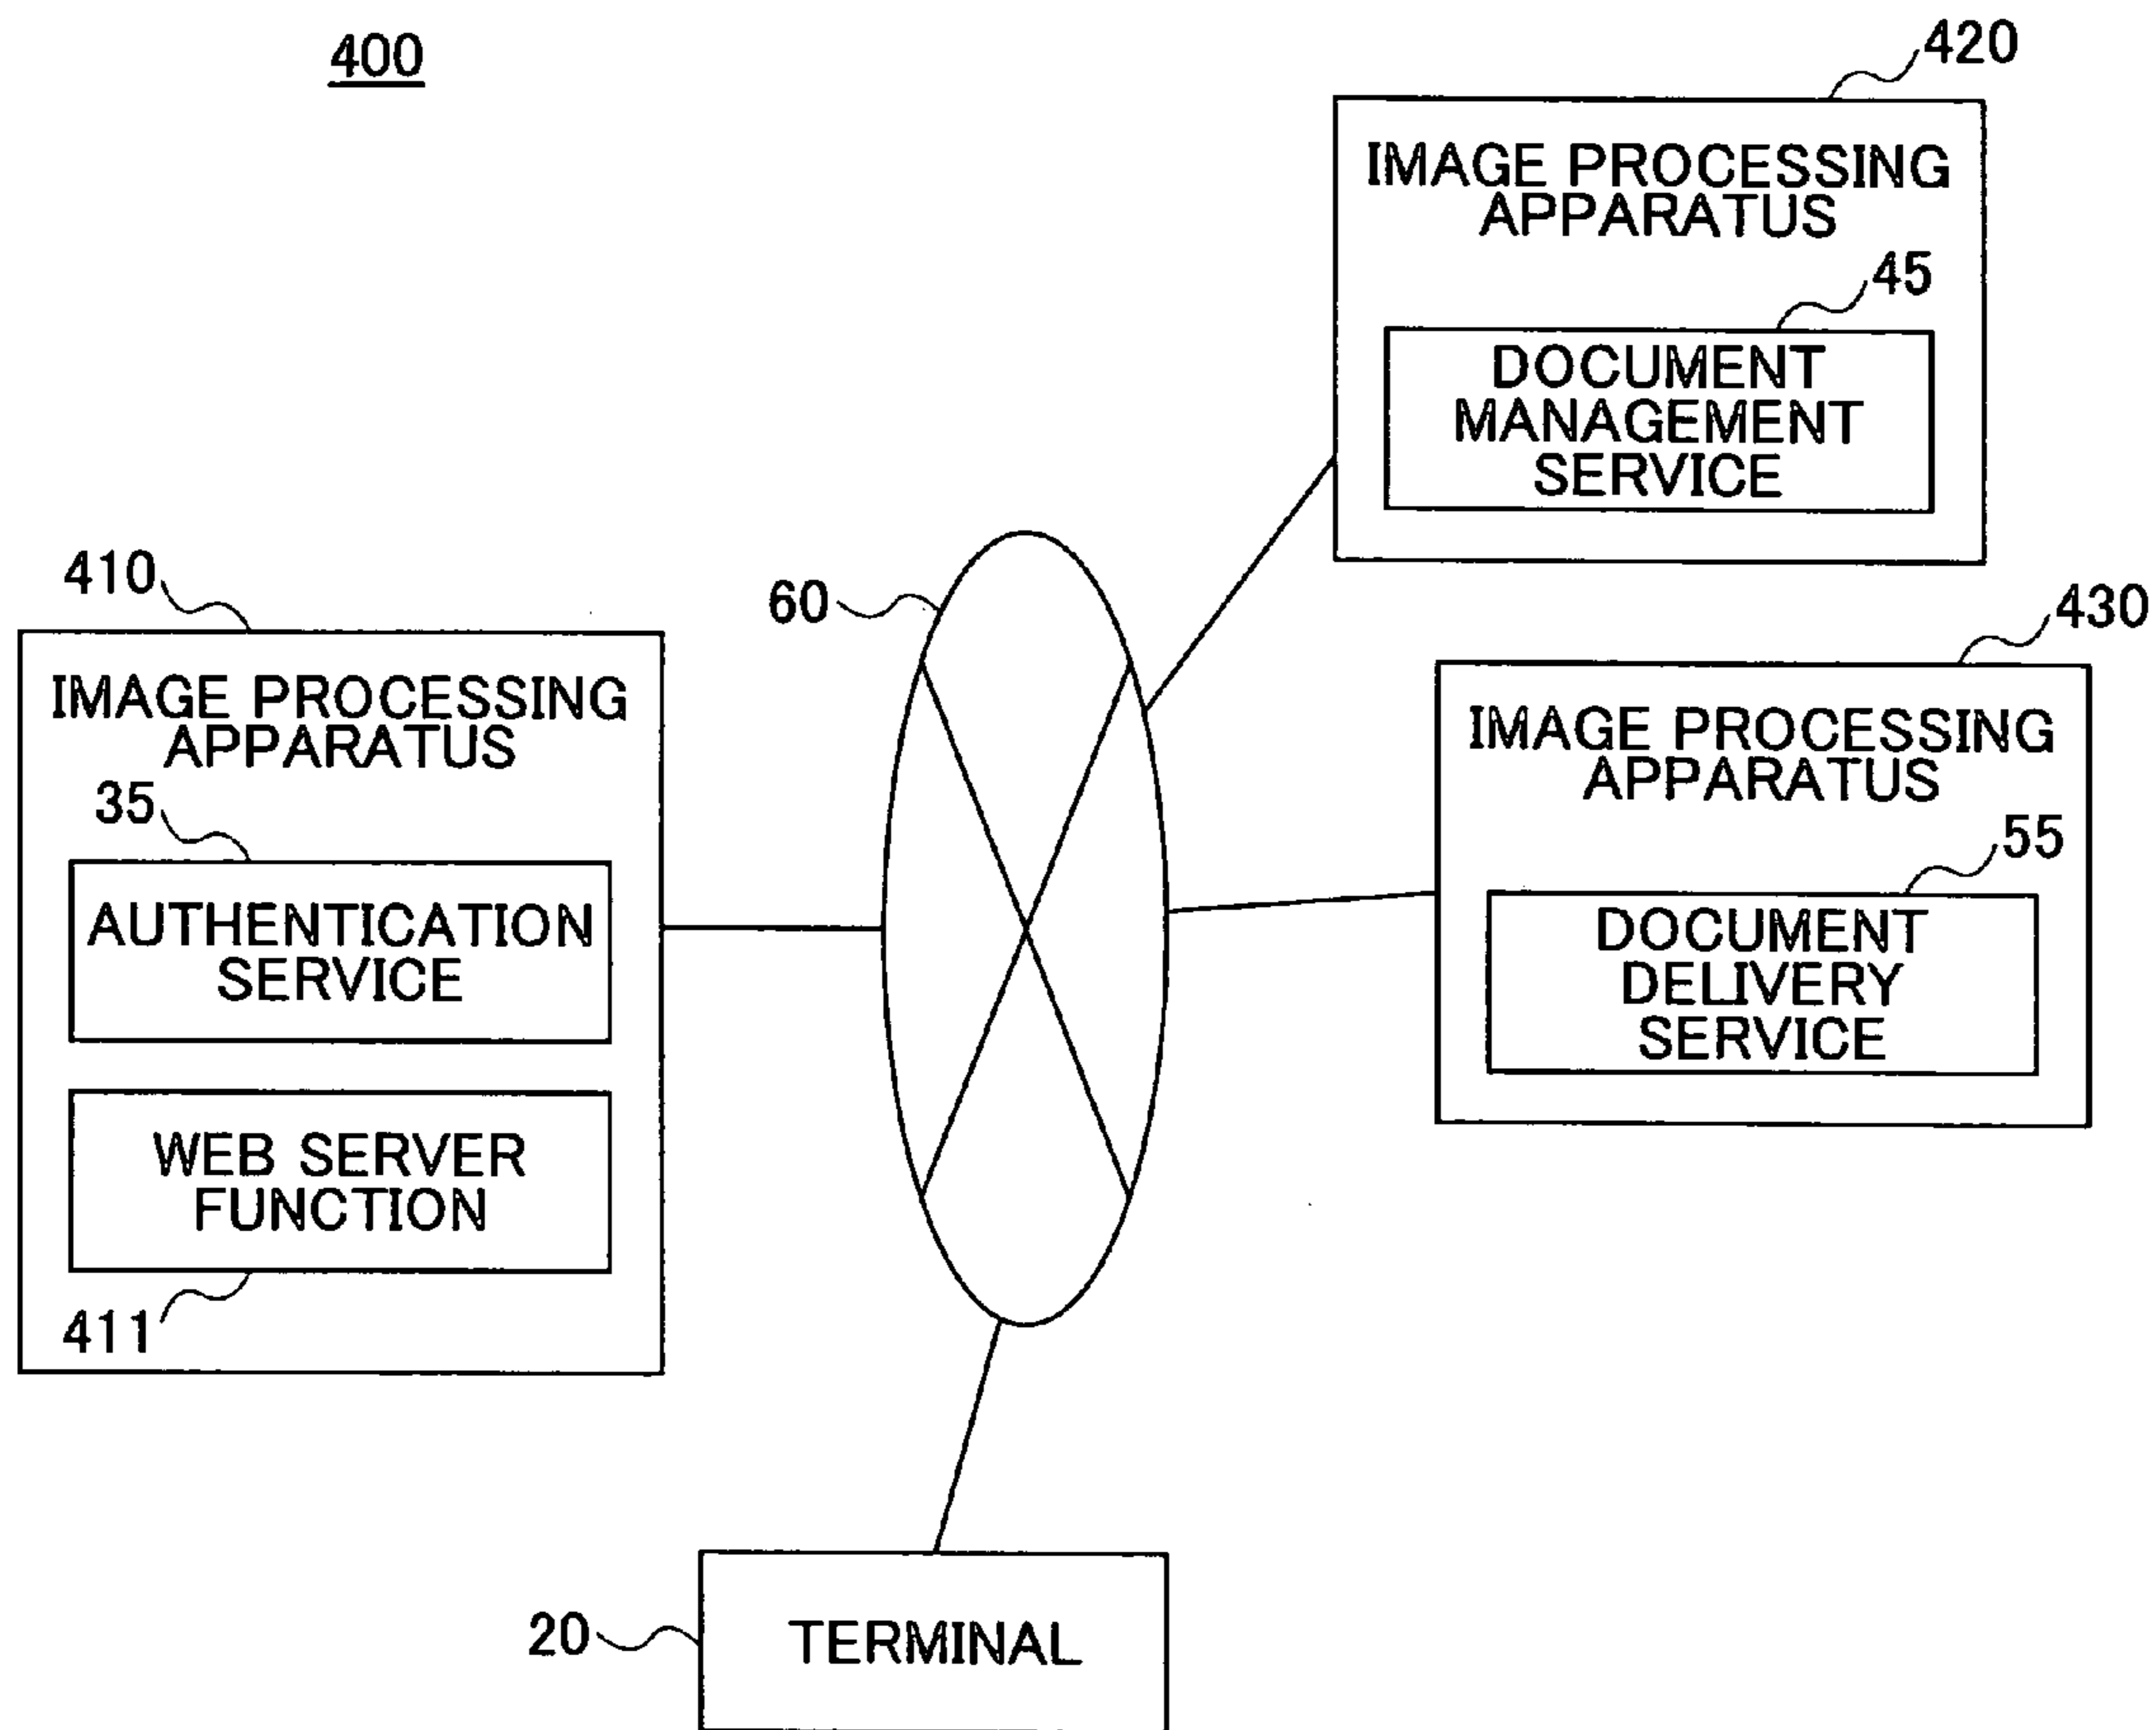 400
420
IMAGE PROCESSING
APPARATUS
45
DOCUMENT
MANAGEMENT
SERVICE
410
IMAGE PROCESSING
APPARATUS
35
AUTHENTICATION
SERVICE
WEB SERVER
FUNCTION
411
60
430
IMAGE PROCESSING
APPARATUS
55
DOCUMENT
DELIVERY
SERVICE
20
TERMINAL